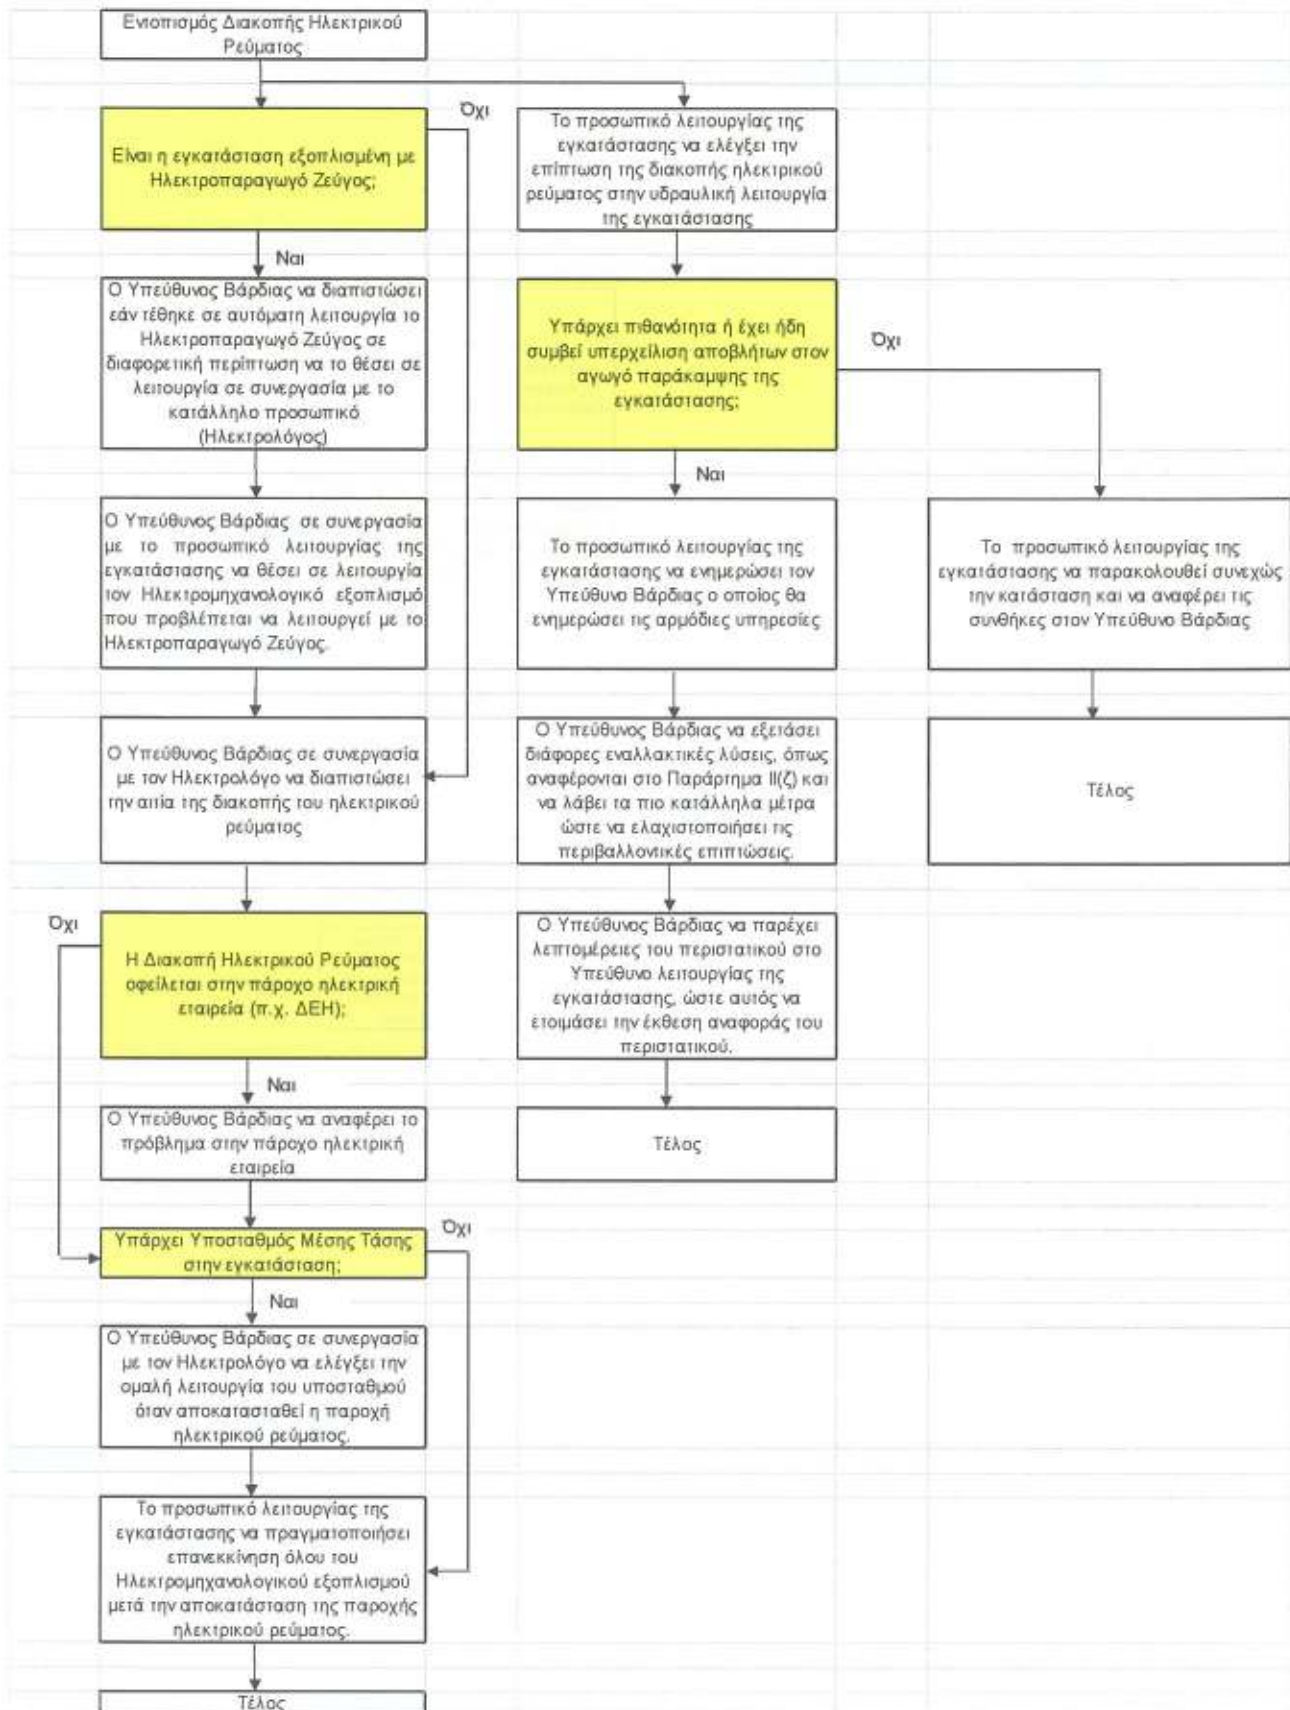 Εντοπισμός Διακοπής Ηλεκτρικού
Ρεύματος
Όχι
Είναι η εγκατάσταση εξοπλισμένη με
Ηλεκτροπαραγωγό Ζεύγος;
Ναι
Ο Υπεύθυνος Βάρδιας να διαπιστώσει
εάν τέθηκε σε αυτόματη λειτουργία το
Ηλεκτροπαραγωγό Ζεύγος σε
διαφορετική περίπτωση να το θέσει σε
λειτουργία σε συνεργασία με το
κατάλληλο προσωπικό
(Ηλεκτρολόγος)
Ο Υπεύθυνος Βάρδιας σε συνεργασία
με το προσωπικό λειτουργίας της
εγκατάστασης να θέσει σε λειτουργία
τον Ηλεκτρομηχανολογικό εξοπλισμό
που προβλέπεται να λειτουργεί με το
Ηλεκτροπαραγωγό Ζεύγος.
Ο Υπεύθυνος Βάρδιας σε συνεργασία
με τον Ηλεκτρολόγο να διαπιστώσει
την αιτία της διακοπής του ηλεκτρικού
ρεύματος
Όχι
Η Διακοπή Ηλεκτρικού Ρεύματος
οφείλεται στην πάροχο ηλεκτρική
εταιρεία (π.χ. ΔΕΗ);
Ναι
Ο Υπεύθυνος Βάρδιας να αναφέρει το
πρόβλημα στην πάροχο ηλεκτρική
εταιρεία
Όχι
Υπάρχει Υποσταθμός Μέσης Τάσης
στην εγκατάσταση;
Ναι
Ο Υπεύθυνος Βάρδιας σε συνεργασία
με τον Ηλεκτρολόγο να ελέγξει την
ομαλή λειτουργία του υποσταθμού
όταν αποκατασταθεί η παροχή
ηλεκτρικού ρεύματος.
Το προσωπικό λειτουργίας της
εγκατάστασης να πραγματοποιήσει
επανεκκίνηση όλου του
Ηλεκτρομηχανολογικού εξοπλισμού
μετά την αποκατάσταση της παροχής
ηλεκτρικού ρεύματος.
Τέλος
Το προσωπικό λειτουργίας της
εγκατάστασης να ελέγξει την
επίπτωση της διακοπής ηλεκτρικού
ρεύματος στην υδραυλική λειτουργία
της εγκατάστασης
Υπάρχει πιθανότητα ή έχει ήδη
συμβεί υπερχείλιση αποβλήτων στον
αγωγό παράκαμψης της
εγκατάστασης;
Όχι
Ναι
Το προσωπικό λειτουργίας της
εγκατάστασης να ενημερώσει τον
Υπεύθυνο Βάρδιας ο οποίος θα
ενημερώσει τις αρμόδιες υπηρεσίες
Ο Υπεύθυνος Βάρδιας να εξετάσει
διάφορες εναλλακτικές λύσεις, όπως
αναφέρονται στο Παράρτημα ΙΙ(ζ) και
να λάβει τα πιο κατάλληλα μέτρα
ώστε να ελαχιστοποιήσει τις
περιβαλλοντικές επιπτώσεις.
Ο Υπεύθυνος Βάρδιας να παρέχει
λεπτομέρειες του περιστατικού στο
Υπεύθυνο λειτουργίας της
εγκατάστασης, ώστε αυτός να
ετοιμάσει την έκθεση αναφοράς του
περιστατικού.
Τέλος
Το προσωπικό λειτουργίας της
εγκατάστασης να παρακολουθεί συνεχώς
την κατάσταση και να αναφέρει τις
συνθήκες στον Υπεύθυνο Βάρδιας
Τέλος